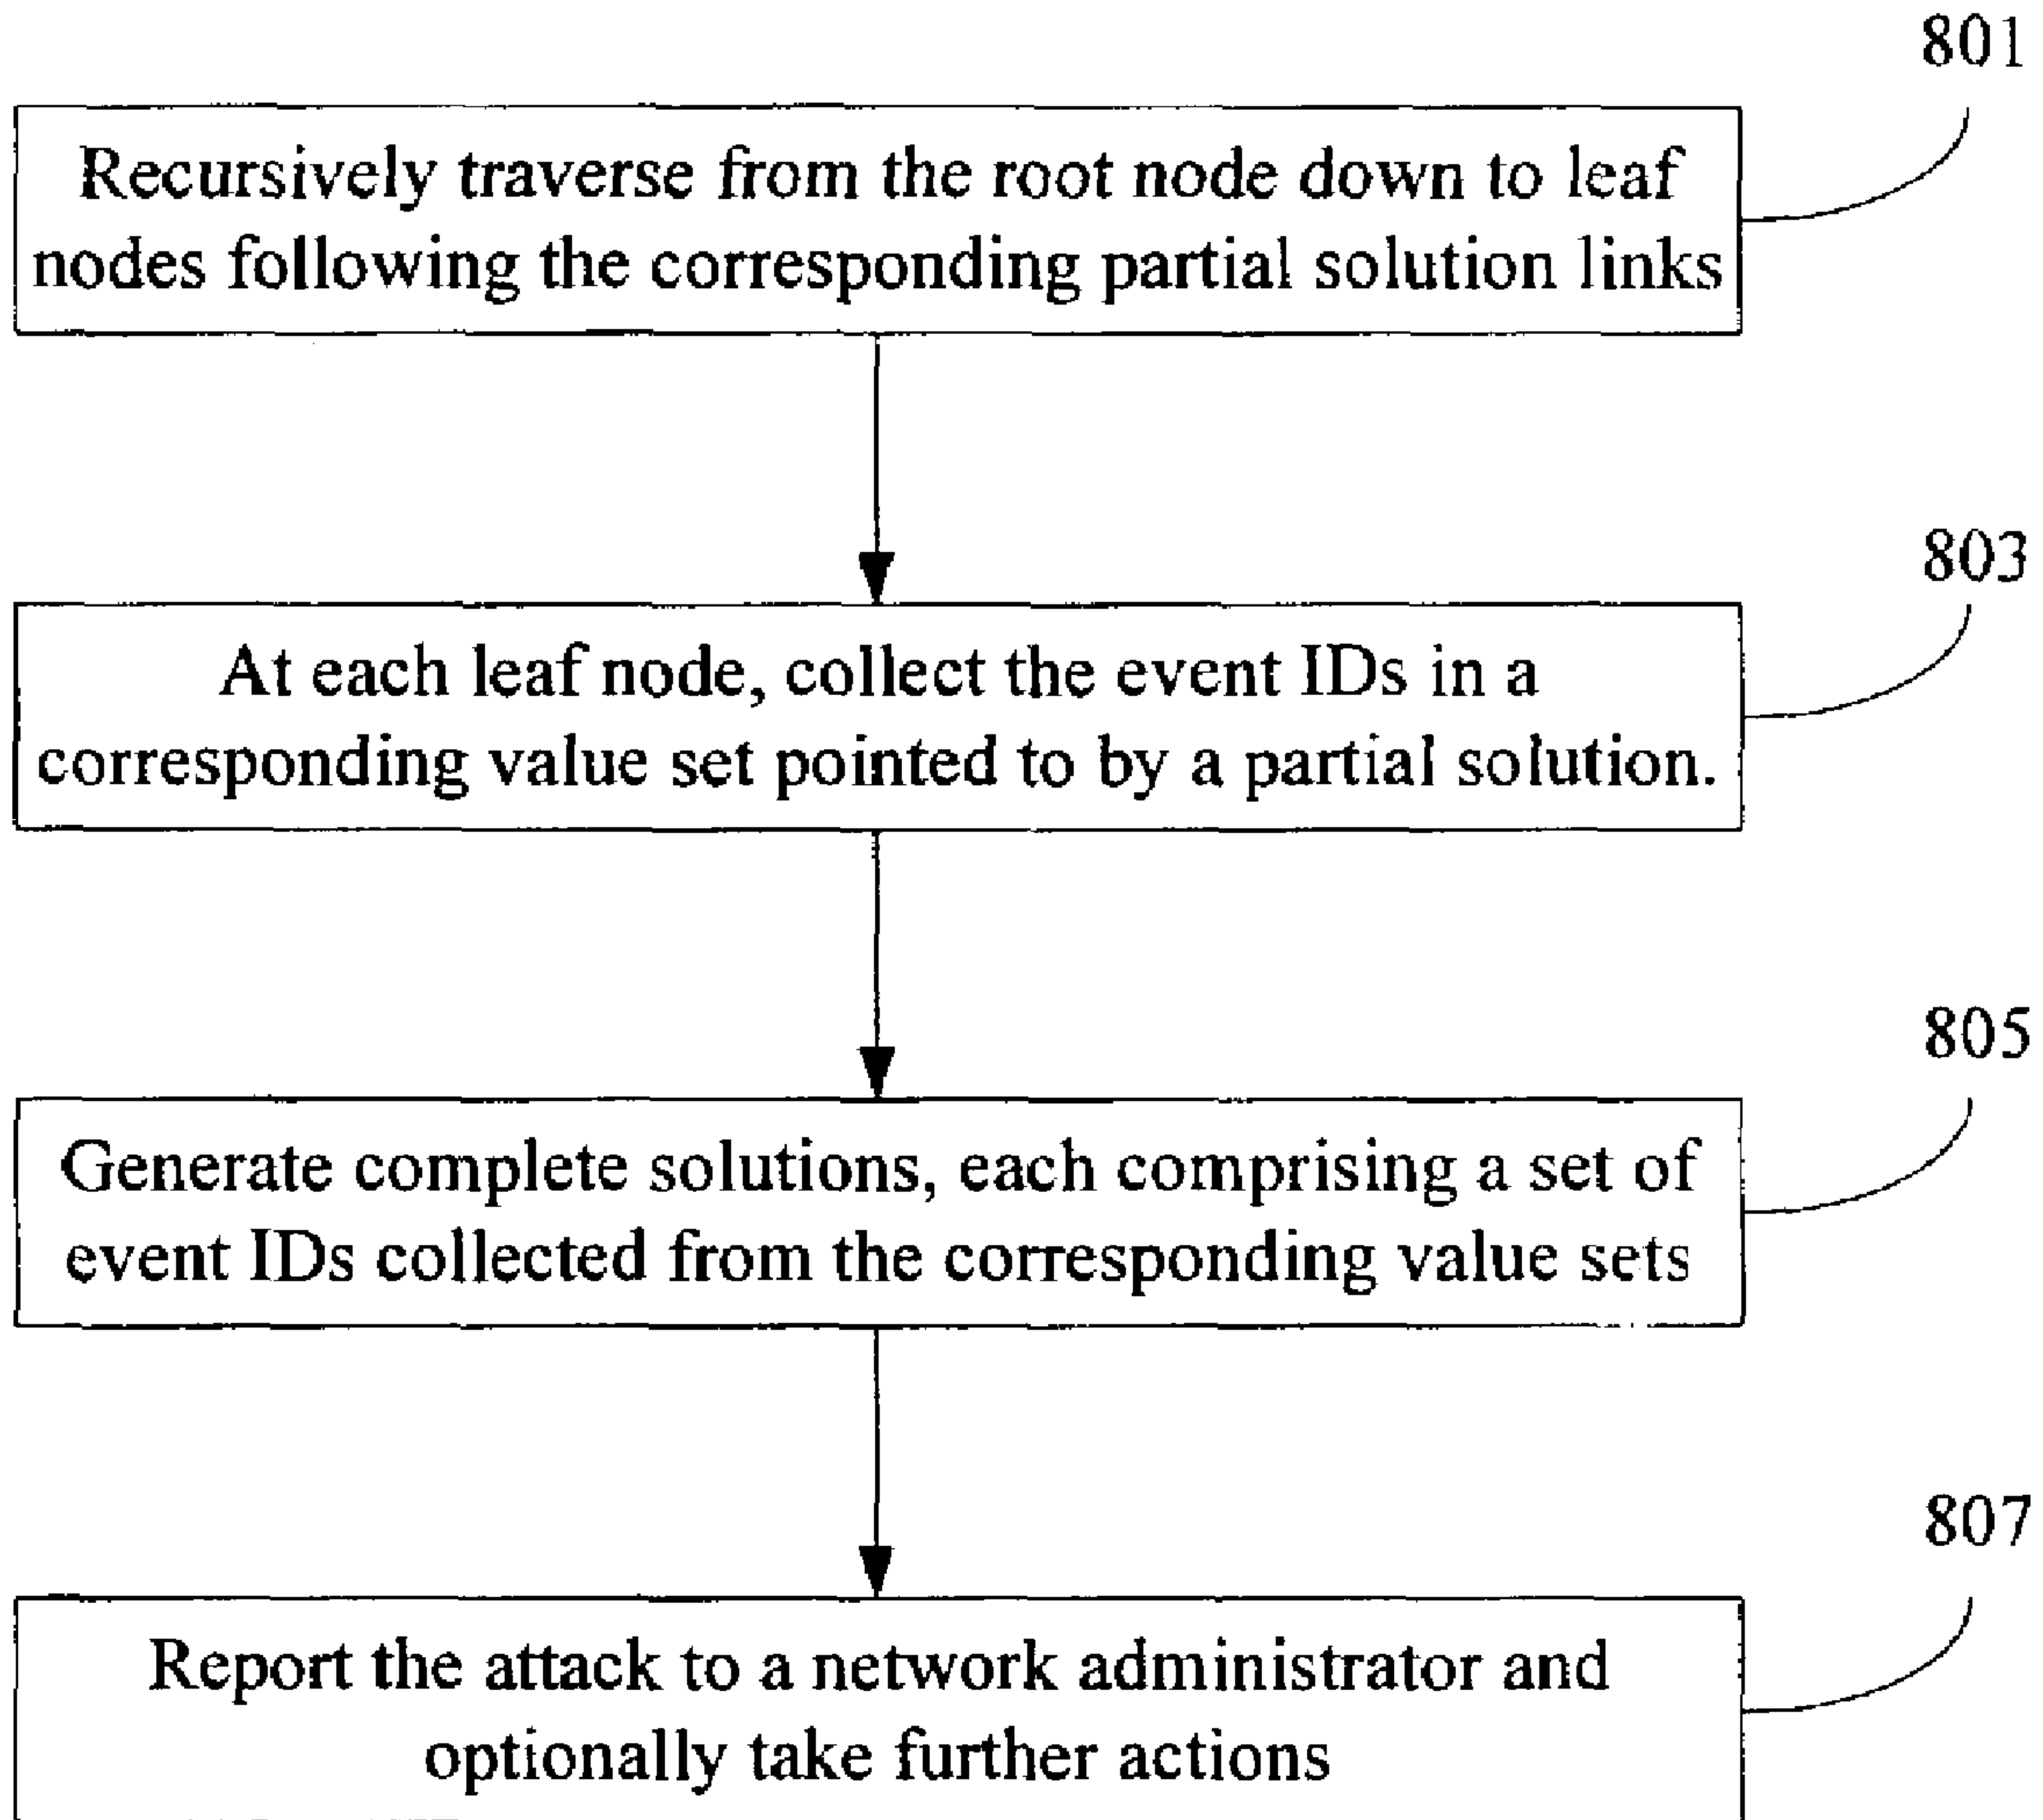 801
Recursively traverse from the root node down to leaf
nodes following the corresponding partial solution links
803
At each leaf node, collect the event IDs in a
corresponding value set pointed to by a partial solution.
805
Generate complete solutions, each comprising a set of
event IDs collected from the corresponding value sets
807
Report the attack to a network administrator and
optionally take further actions